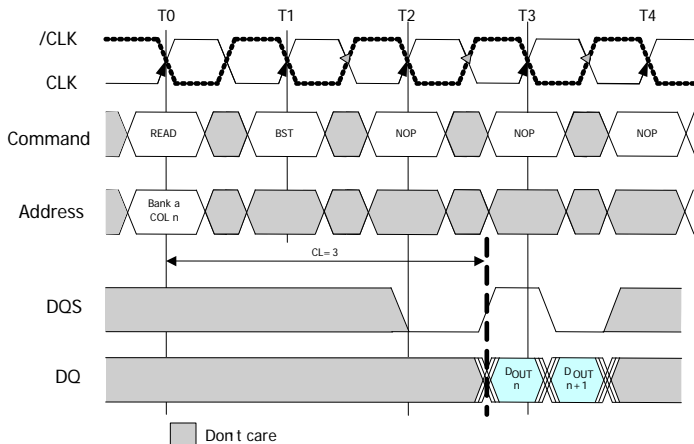 T0 T1 T2 T3 T4
/CLK
CLK
Command READ BST NOP NOP NOP
Address Bank a
COL n
CL= 3
DQS
DQ DOUT
n DOUT
n+1
Don't care